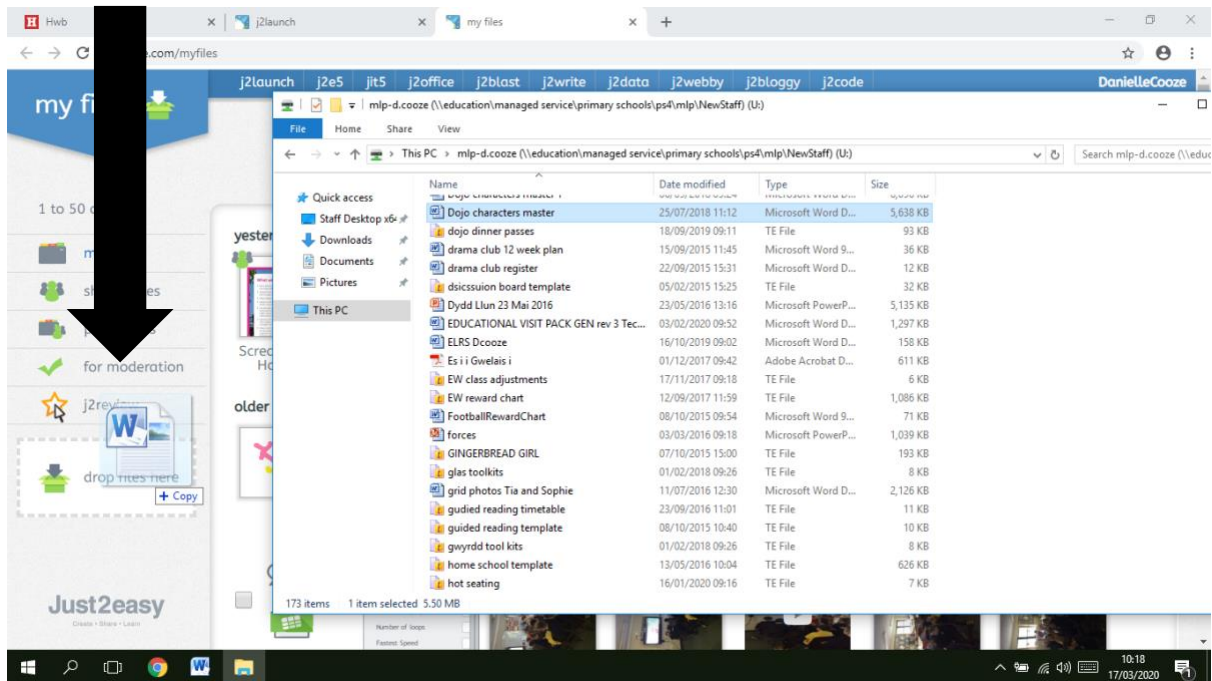 Hwb
j2launch
my files
.com/myfiles
j2launch j2e5 jit5 j2office j2blast j2write j2data j2webby j2bloggy j2code
DanielleCooze
my fi
mlp-d.cooze (\\education\managed service\primary schools\ps4\mlp\NewStaff) (U:)
File Home Share View
This PC > mlp-d.cooze (\\education\managed service\primary schools\ps4\mlp\NewStaff) (U:)
Search mlp-d.cooze (\\educ
Name Date modified Type Size
Quick access
Staff Desktop x64
Downloads
Documents
Pictures
This PC
Dojo characters master 25/07/2018 11:12 Microsoft Word D... 5,638 KB
dojo dinner passes 18/09/2019 09:11 TE File 93 KB
drama club 12 week plan 15/09/2015 11:45 Microsoft Word 9... 36 KB
drama club register 22/09/2015 15:31 Microsoft Word D... 12 KB
dsicssuion board template 05/02/2015 15:25 TE File 32 KB
Dydd Llun 23 Mai 2016 23/05/2016 13:16 Microsoft PowerP... 5,135 KB
EDUCATIONAL VISIT PACK GEN rev 3 Tec... 03/02/2020 09:52 Microsoft Word D... 1,297 KB
ELRS Dcooze 16/10/2019 09:02 Microsoft Word D... 158 KB
Es i i Gwelais i 01/12/2017 09:42 Adobe Acrobat D... 611 KB
EW class adjustments 17/11/2017 09:18 TE File 6 KB
EW reward chart 12/09/2017 11:59 TE File 1,086 KB
FootballRewardChart 08/10/2015 09:54 Microsoft Word 9... 71 KB
forces 03/03/2016 09:18 Microsoft PowerP... 1,039 KB
GINGERBREAD GIRL 07/10/2015 15:00 TE File 193 KB
glas toolkits 01/02/2018 09:26 TE File 8 KB
grid photos Tia and Sophie 11/07/2016 12:30 Microsoft Word D... 2,126 KB
gudied reading timetable 23/09/2016 11:01 TE File 11 KB
guided reading template 08/10/2015 10:40 TE File 10 KB
gwyrdd tool kits 01/02/2018 09:26 TE File 8 KB
home school template 13/05/2016 10:04 TE File 626 KB
hot seating 16/01/2020 09:16 TE File 7 KB
173 items 1 item selected 5.50 MB
1 to 50
for moderation
drop files here
+ Copy
yester
Scree
Ho
older
Just2easy
Create • Share • Learn
Number of loops
Fastest Speed
10:18
17/03/2020